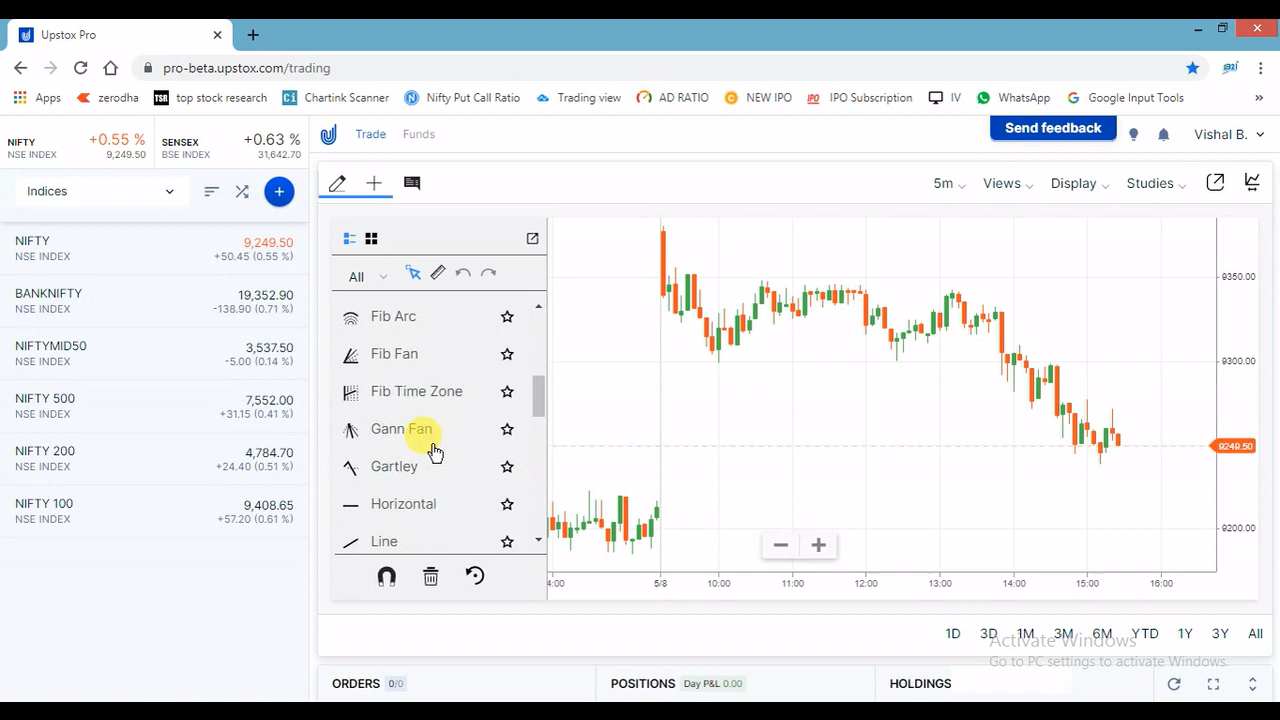 Upstox Pro
pro-beta.upstox.com/trading
Apps zerodha TSR top stock research Ci Chartink Scanner Nifty Put Call Ratio Trading view AD RATIO NEW IPO IPO IPO Subscription IV WhatsApp Google Input Tools »
NIFTY +0.55 % SENSEX +0.63 %
NSE INDEX 9,249.50 BSE INDEX 31,642.70
Trade Funds Send feedback Vishal B.
Indices
5m Views Display Studies
NIFTY 9,249.50
NSE INDEX +50.45 (0.55 %)
BANKNIFTY 19,352.90
NSE INDEX -138.90 (0.71 %)
NIFTYMID50 3,537.50
NSE INDEX -5.00 (0.14 %)
NIFTY 500 7,552.00
NSE INDEX +31.15 (0.41 %)
NIFTY 200 4,784.70
NSE INDEX +24.40 (0.51 %)
NIFTY 100 9,408.65
NSE INDEX +57.20 (0.61 %)
All
Fib Arc
Fib Fan
Fib Time Zone
Gann Fan
Gartley
Horizontal
Line
9350.00
9300.00
9249.50
9200.00
4:00 5/8 10:00 11:00 12:00 13:00 14:00 15:00 16:00
1D 3D 1M 3M 6M YTD 1Y 3Y All
Activate Windows
Go to PC settings to activate Windows.
ORDERS 0/0 POSITIONS Day P&L 0.00 HOLDINGS